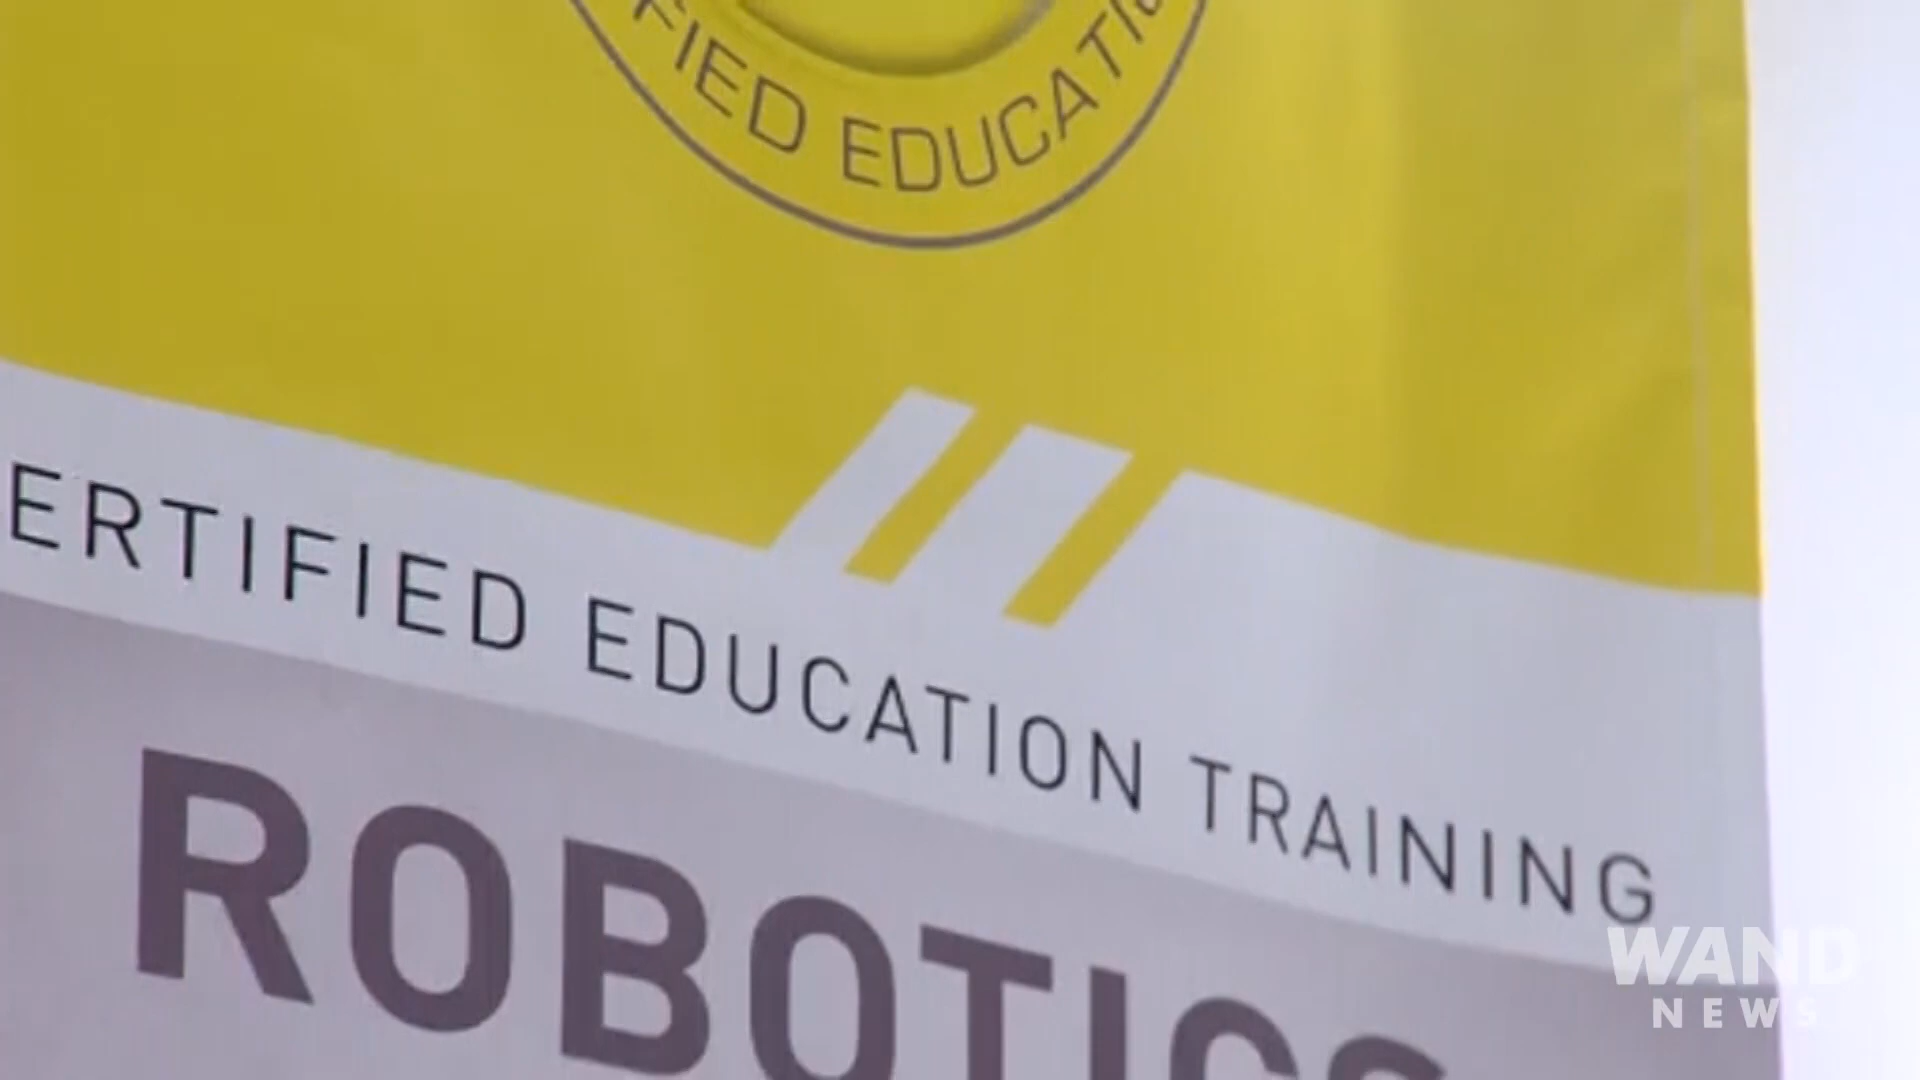 FIED EDUCATIO
ERTIFIED EDUCATION TRAINING
ROBOTICS
WAND
NEWS